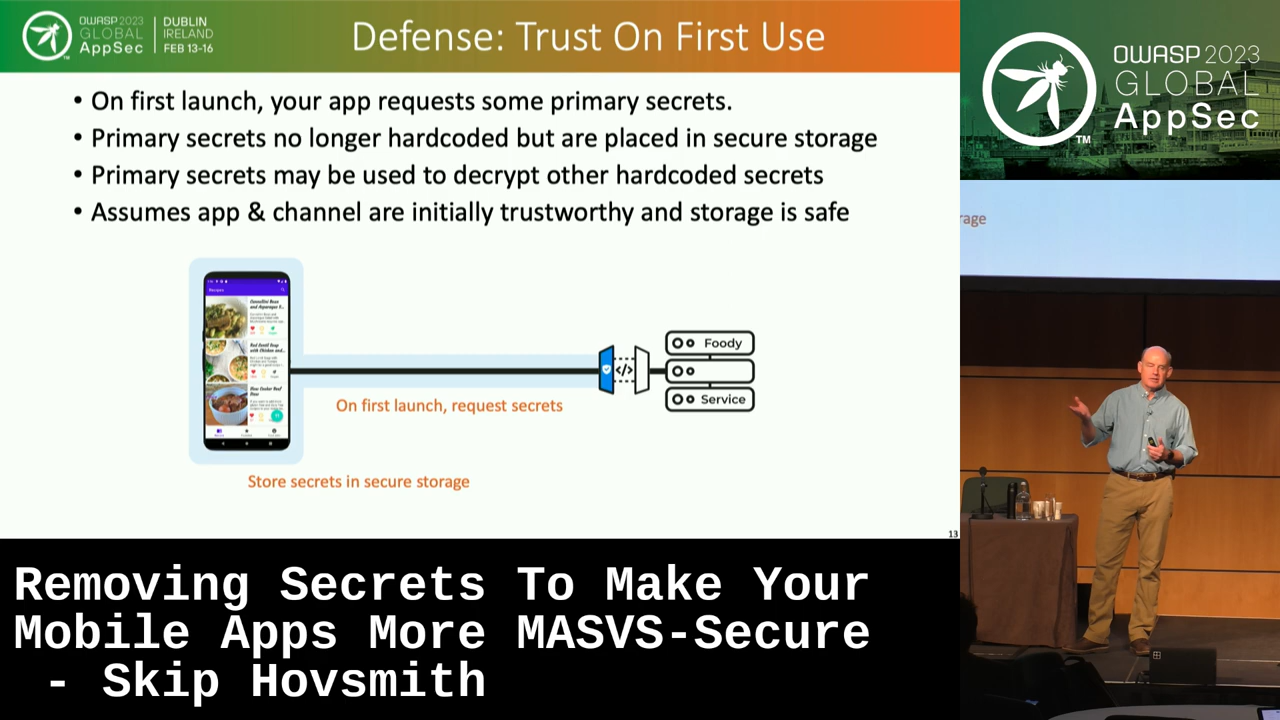 OWASP 2023
GLOBAL
AppSec
TM
DUBLIN
IRELAND
FEB 13-16
Defense: Trust On First Use
• On first launch, your app requests some primary secrets.
• Primary secrets no longer hardcoded but are placed in secure storage
• Primary secrets may be used to decrypt other hardcoded secrets
• Assumes app & channel are initially trustworthy and storage is safe
Recipes
</>
Foody
Service
On first launch, request secrets
Store secrets in secure storage
13
OWASP 2023
GLOBAL
AppSec
TM
rage
Removing Secrets To Make Your
Mobile Apps More MASVS-Secure
- Skip Hovsmith